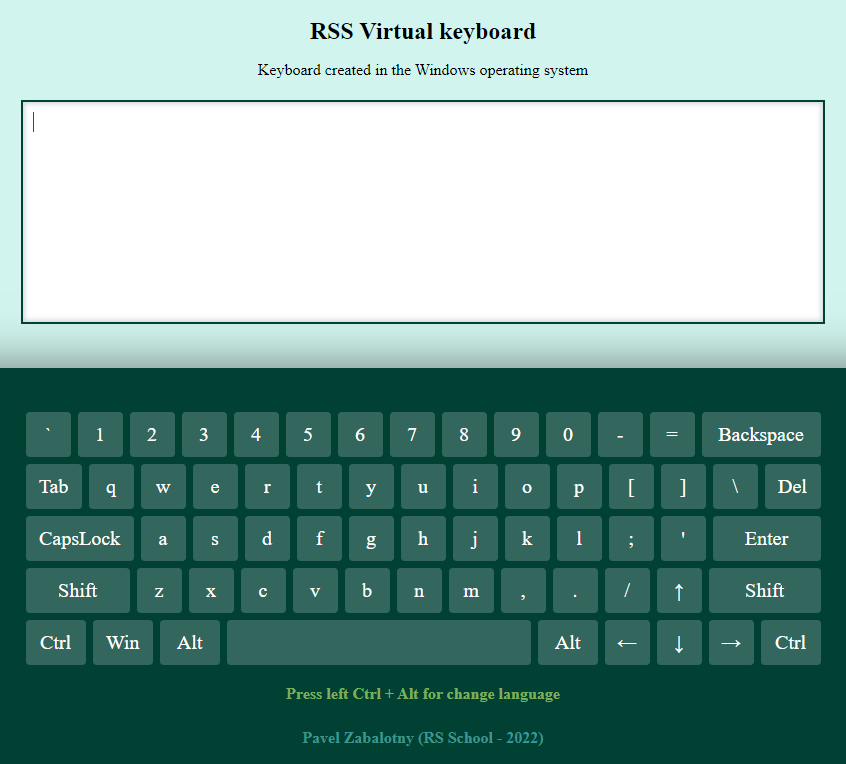 RSS Virtual keyboard
Keyboard created in the Windows operating system
` 1 2 3 4 5 6 7 8 9 0 - = Backspace
Tab q w e r t y u i o p [ ] \ Del
CapsLock a s d f g h j k l ; ' Enter
Shift z x c v b n m , . / ↑ Shift
Ctrl Win Alt Alt ← ↓ → Ctrl
Press left Ctrl + Alt for change language
Pavel Zabalotny (RS School - 2022)